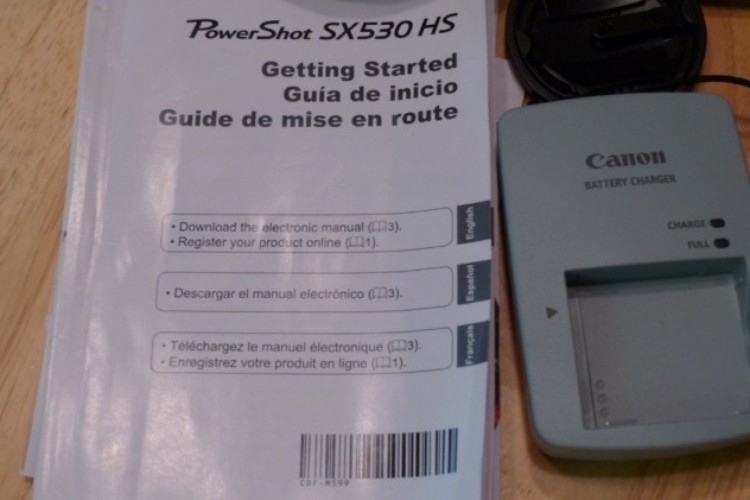 PowerShot SX530 HS
Getting Started
Guía de inicio
Guide de mise en route
• Download the electronic manual (3).
• Register your product online (1).
English
• Descargar el manual electrónico (3).
Español
• Téléchargez le manuel électronique (3).
• Enregistrez votre produit en ligne (1).
Français
CDF-M599
Canon
BATTERY CHARGER
CHARGE
FULL